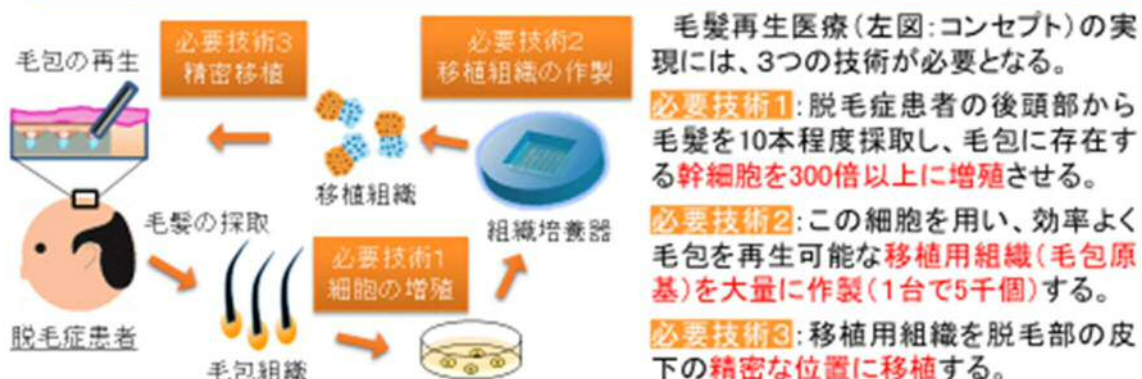 毛包の再生
必要技術3
精密移植
必要技術2
移植組織の作製
移植組織
組織培養器
毛髪の採取
必要技術1
細胞の増殖
脱毛症患者
毛包組織
毛髪再生医療(左図:コンセプト)の実
現には、3つの技術が必要となる。
必要技術1:脱毛症患者の後頭部から
毛髪を10本程度採取し、毛包に存在す
る幹細胞を300倍以上に増殖させる。
必要技術2:この細胞を用い、効率よく
毛包を再生可能な移植用組織(毛包原
基)を大量に作製(1台で5千個)する。
必要技術3:移植用組織を脱毛部の皮
下の精密な位置に移植する。